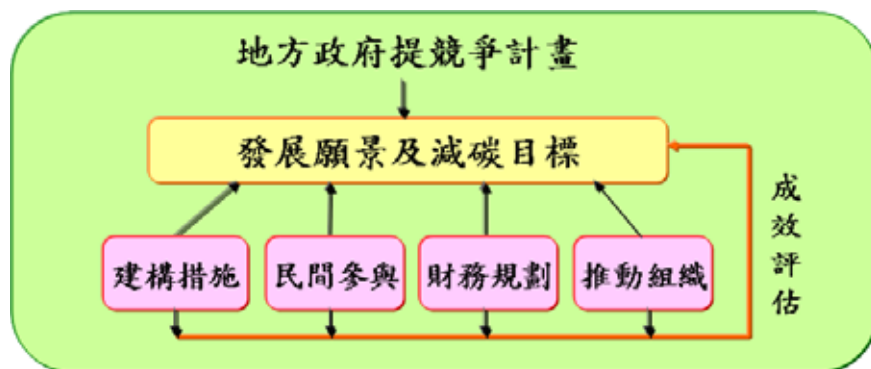 地方政府提競爭計畫
發展願景及減碳目標
建構措施
民間參與
財務規劃
推動組織
成效評估